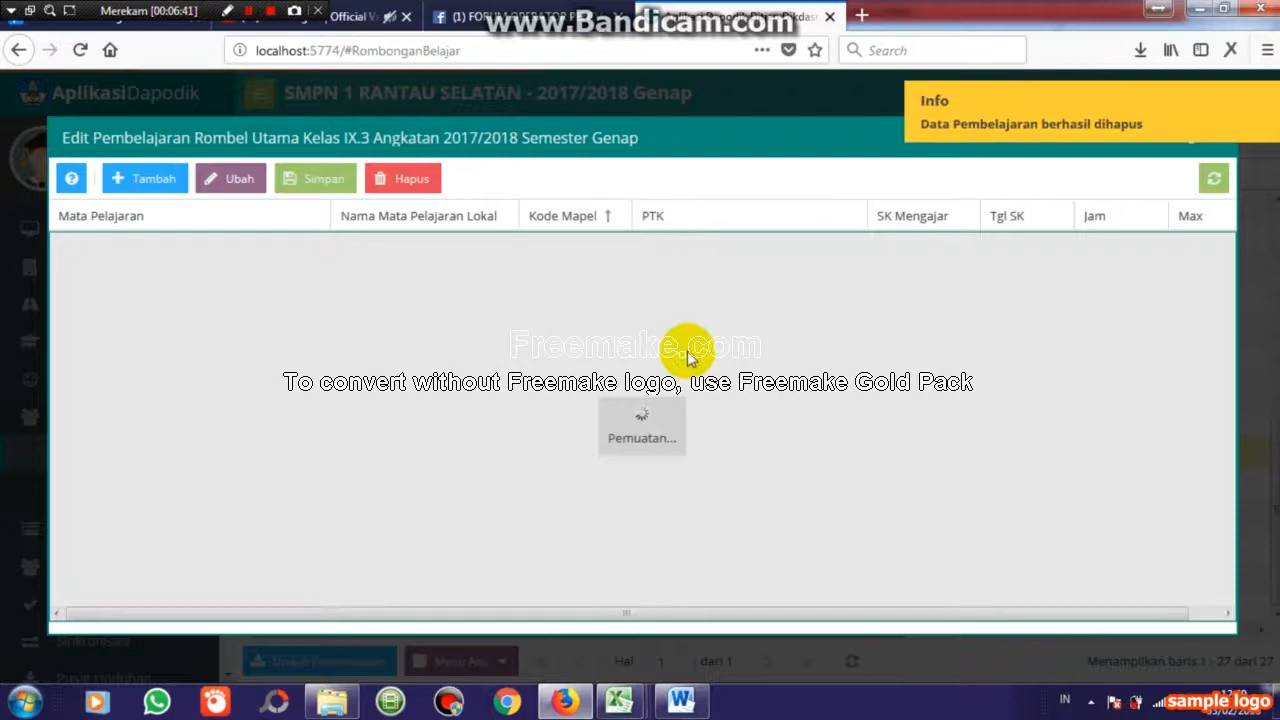 Merekam [00:06:41]
Official
(1) FORUM OPERATOR
www.Bandicam.com
localhost:5774/#RombonganBelajar
Search
AplikasiDapodik
SMPN 1 RANTAU SELATAN - 2017/2018 Genap
Info
Data Pembelajaran berhasil dihapus
Edit Pembelajaran Rombel Utama Kelas IX.3 Angkatan 2017/2018 Semester Genap
Tambah
Ubah
Simpan
Hapus
Mata Pelajaran
Nama Mata Pelajaran Lokal
Kode Mapel
PTK
SK Mengajar
Tgl SK
Jam
Max
Freemake.com
To convert without Freemake logo, use Freemake Gold Pack
Pemuatan...
Sinkronisasi
Hal 1 dari 1
Menampilkan baris 1 - 27 dari 27
IN
sample logo